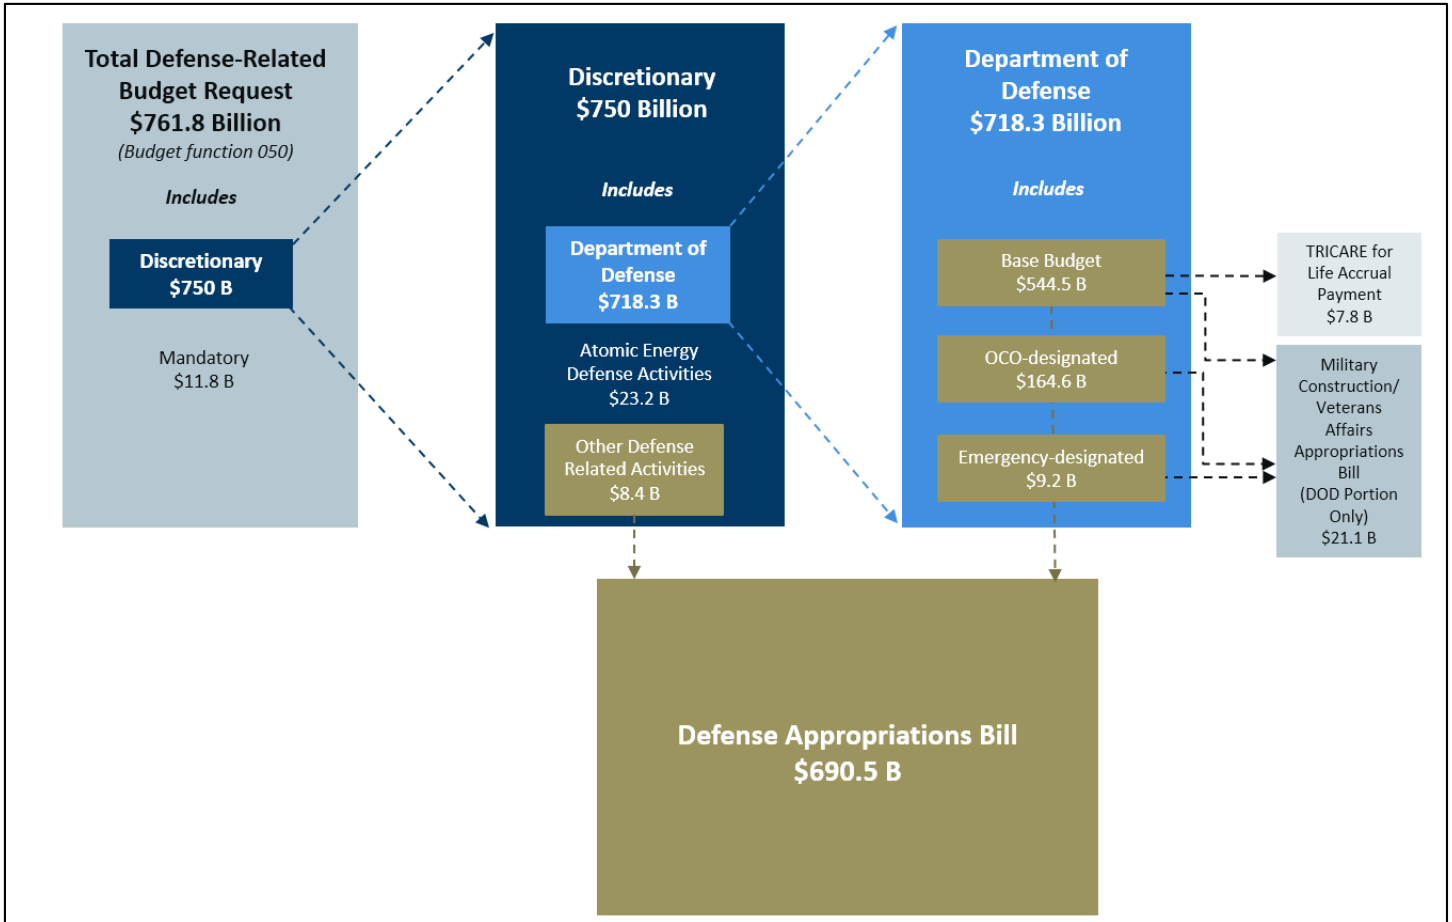 Total Defense-Related
Budget Request
$761.8 Billion
(Budget function 050)
Includes
Discretionary
$750 B
Mandatory
$11.8 B
Discretionary
$750 Billion
Includes
Department of
Defense
$718.3 B
Atomic Energy
Defense Activities
$23.2 B
Other Defense
Related Activities
$8.4 B
Department of
Defense
$718.3 Billion
Includes
Base Budget
$544.5 B
OCO-designated
$164.6 B
Emergency-designated
$9.2 B
TRICARE for
Life Accrual
Payment
$7.8 B
Military
Construction/
Veterans
Affairs
Appropriations
Bill
(DOD Portion
Only)
$21.1 B
Defense Appropriations Bill
$690.5 B